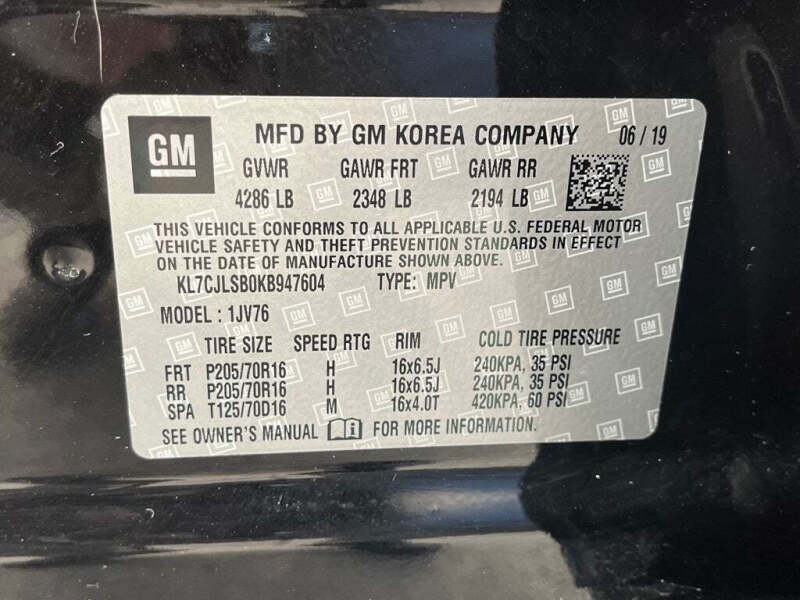 GM MFD BY GM KOREA COMPANY 06 / 19
GVWR GAWR FRT GAWR RR
4286 LB 2348 LB 2194 LB
THIS VEHICLE CONFORMS TO ALL APPLICABLE U.S. FEDERAL MOTOR
VEHICLE SAFETY AND THEFT PREVENTION STANDARDS IN EFFECT
ON THE DATE OF MANUFACTURE SHOWN ABOVE.
KL7CJLSB0KB947604 TYPE: MPV
MODEL : 1JV76
TIRE SIZE SPEED RTG RIM COLD TIRE PRESSURE
FRT P205/70R16 H 16x6.5J 240KPA, 35 PSI
RR P205/70R16 H 16x6.5J 240KPA, 35 PSI
SPA T125/70D16 M 16x4.0T 420KPA, 60 PSI
SEE OWNER'S MANUAL FOR MORE INFORMATION.